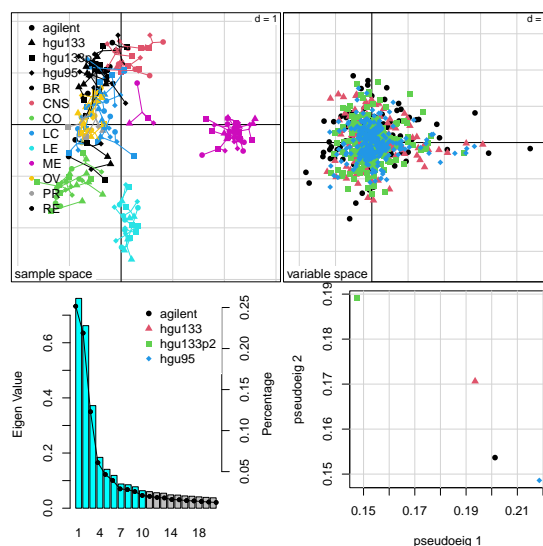 agilent
hgu133
hgu133p
hgu95
BR
CNS
CO
LC
LE
ME
OV
PR
RE
d = 1
sample space
d =
variable space
Eigen Value
0.0 0.2 0.4 0.6
1 4 7 10 14 18
Percentage
0.05 0.10 0.15 0.20 0.25
agilent
hgu133
hgu133p2
hgu95
pseudoeig 2
0.15 0.16 0.17 0.18 0.19
0.15 0.17 0.19 0.21
pseudoeig 1